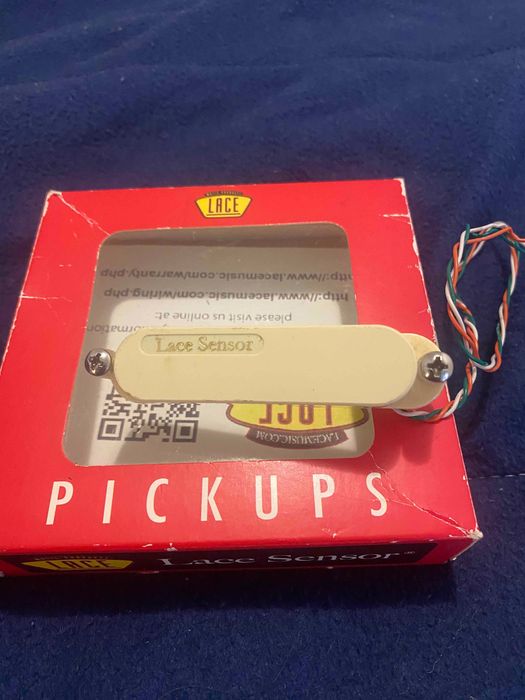 LACE
http://www.lacemusic.com/warranty.php
http://www.lacemusic.com/wiring.php
please visit us online at:
Lace Sensor
LACE
LACEMUSIC.COM
PICKUPS
LACE
Lace Sensor®